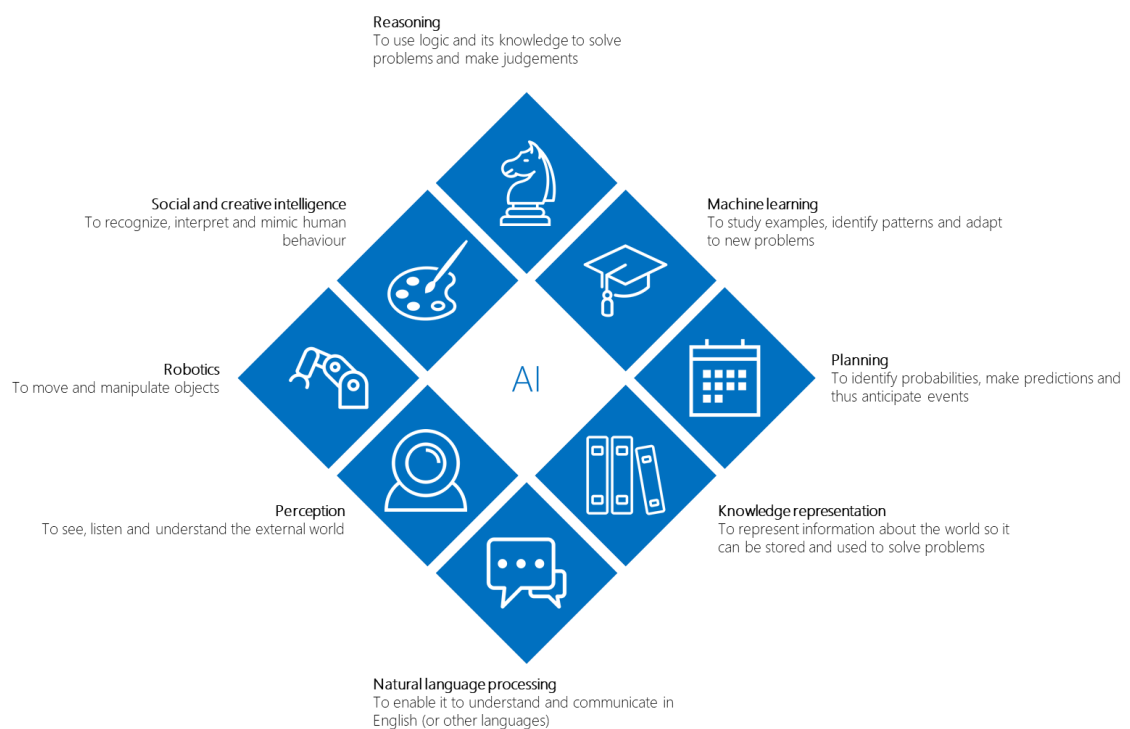 Reasoning
To use logic and its knowledge to solve
problems and make judgements
Social and creative intelligence
To recognize, interpret and mimic human
behaviour
Machine learning
To study examples, identify patterns and adapt
to new problems
Robotics
To move and manipulate objects
AI
Planning
To identify probabilities, make predictions and
thus anticipate events
Perception
To see, listen and understand the external world
Knowledge representation
To represent information about the world so it
can be stored and used to solve problems
Natural language processing
To enable it to understand and communicate in
English (or other languages)